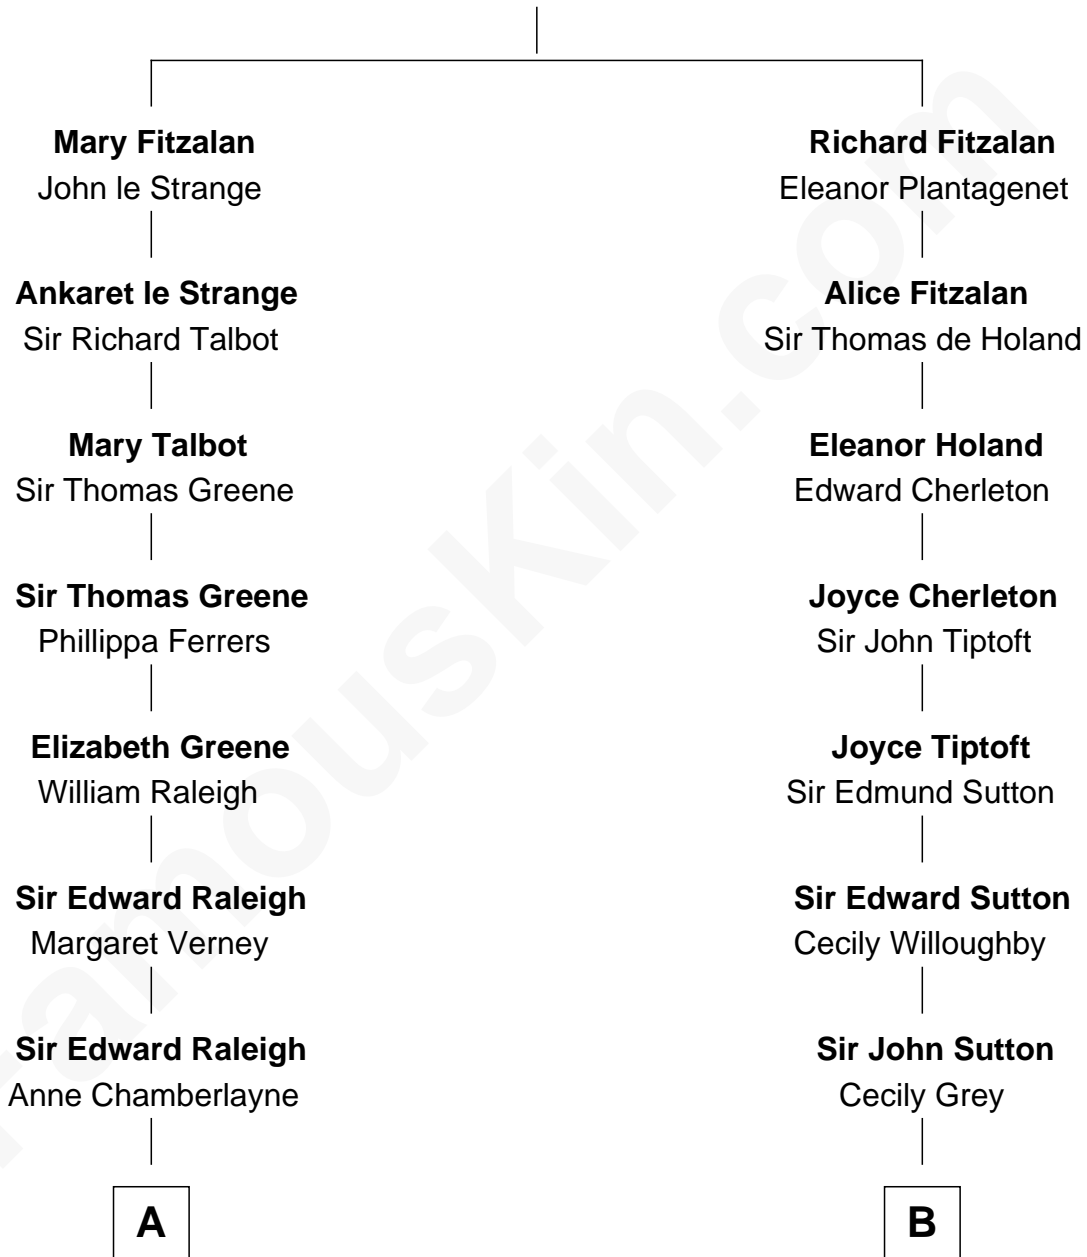 Mary Fitzalan
John le Strange
Ankaret le Strange
Sir Richard Talbot
Mary Talbot
Sir Thomas Greene
Sir Thomas Greene
Phillippa Ferrers
Elizabeth Greene
William Raleigh
Sir Edward Raleigh
Margaret Verney
Sir Edward Raleigh
Anne Chamberlayne
A
Richard Fitzalan
Eleanor Plantagenet
Alice Fitzalan
Sir Thomas de Holand
Eleanor Holand
Edward Cherleton
Joyce Cherleton
Sir John Tiptoft
Joyce Tiptoft
Sir Edmund Sutton
Sir Edward Sutton
Cecily Willoughby
Sir John Sutton
Cecily Grey
B
FamousKin.com